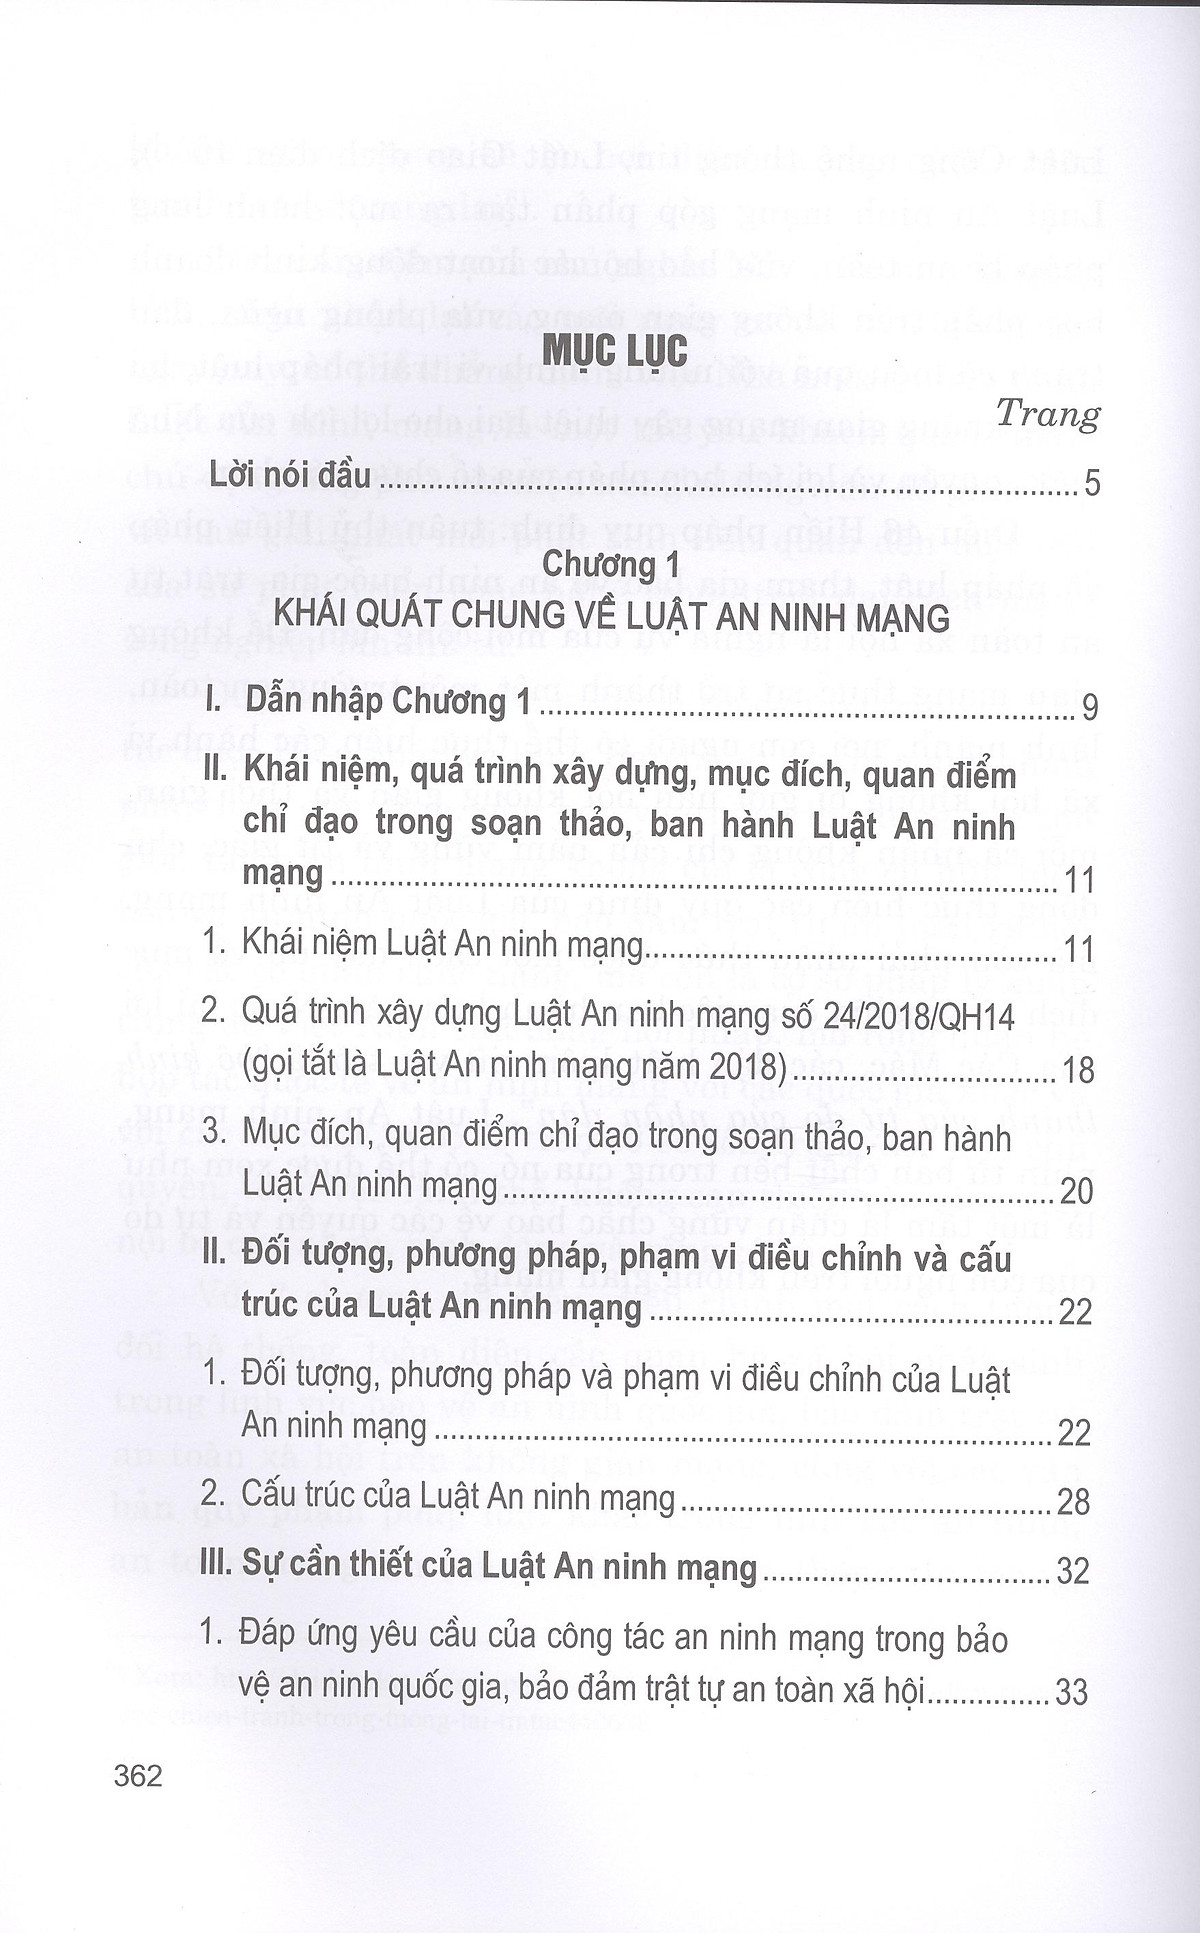 MỤC LỤC
Trang
Lời nói đầu ........ 5
Chương 1
KHÁI QUÁT CHUNG VỀ LUẬT AN NINH MẠNG
I. Dẫn nhập Chương 1 ........ 9
II. Khái niệm, quá trình xây dựng, mục đích, quan điểm
chỉ đạo trong soạn thảo, ban hành Luật An ninh
mạng ........ 11
1. Khái niệm Luật An ninh mạng ........ 11
2. Quá trình xây dựng Luật An ninh mạng số 24/2018/QH14
(gọi tắt là Luật An ninh mạng năm 2018) ........ 18
3. Mục đích, quan điểm chỉ đạo trong soạn thảo, ban hành
Luật An ninh mạng ........ 20
II. Đối tượng, phương pháp, phạm vi điều chỉnh và cấu
trúc của Luật An ninh mạng ........ 22
1. Đối tượng, phương pháp và phạm vi điều chỉnh của Luật
An ninh mạng ........ 22
2. Cấu trúc của Luật An ninh mạng ........ 28
III. Sự cần thiết của Luật An ninh mạng ........ 32
1. Đáp ứng yêu cầu của công tác an ninh mạng trong bảo
vệ an ninh quốc gia, bảo đảm trật tự an toàn xã hội ........ 33
362